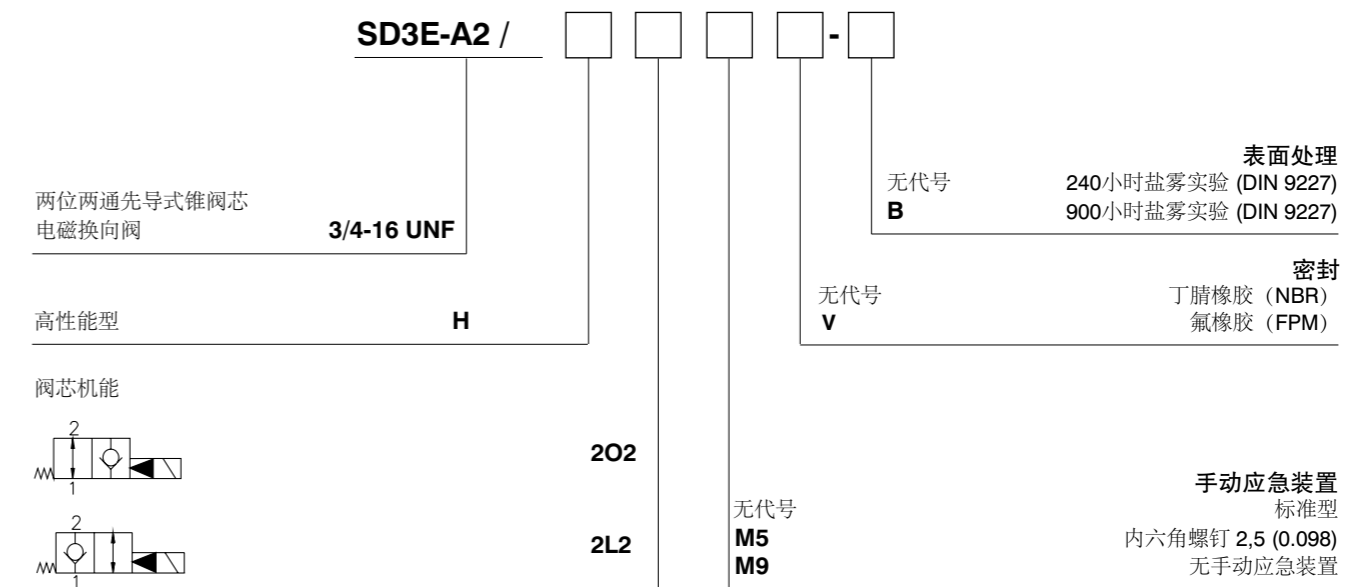 SD3E-A2 / -
表面处理
无代号 240小时盐雾实验 (DIN 9227)
B 900小时盐雾实验 (DIN 9227)
两位两通先导式锥阀芯
电磁换向阀 3/4-16 UNF
密封
无代号 丁腈橡胶（NBR）
V 氟橡胶（FPM）
高性能型 H
阀芯机能
2
1
2O2
2
1
2L2
手动应急装置
无代号 标准型
M5 内六角螺钉 2,5 (0.098)
M9 无手动应急装置